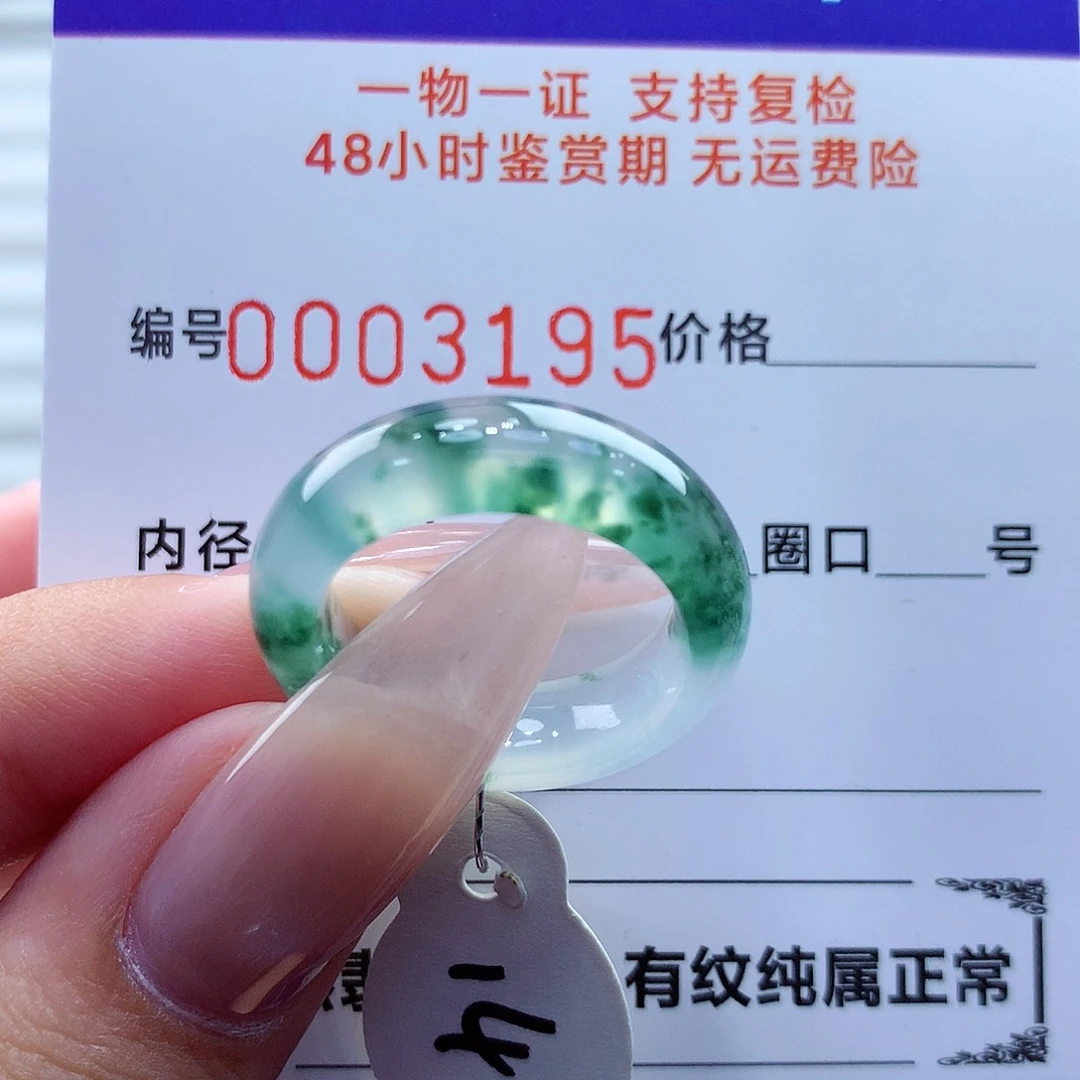 一物一证 支持复检
48小时鉴赏期 无运费险
编号0003195价格
内径 圈口 号
有纹纯属正常
14